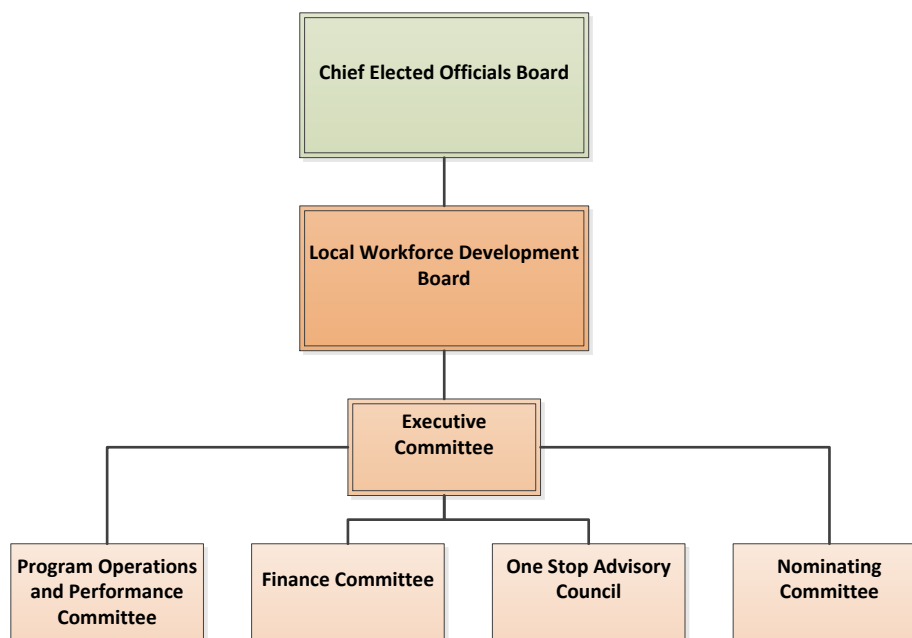 Chief Elected Officials Board
Local Workforce Development
Board
Executive
Committee
Program Operations
and Performance
Committee
Finance Committee
One Stop Advisory
Council
Nominating
Committee